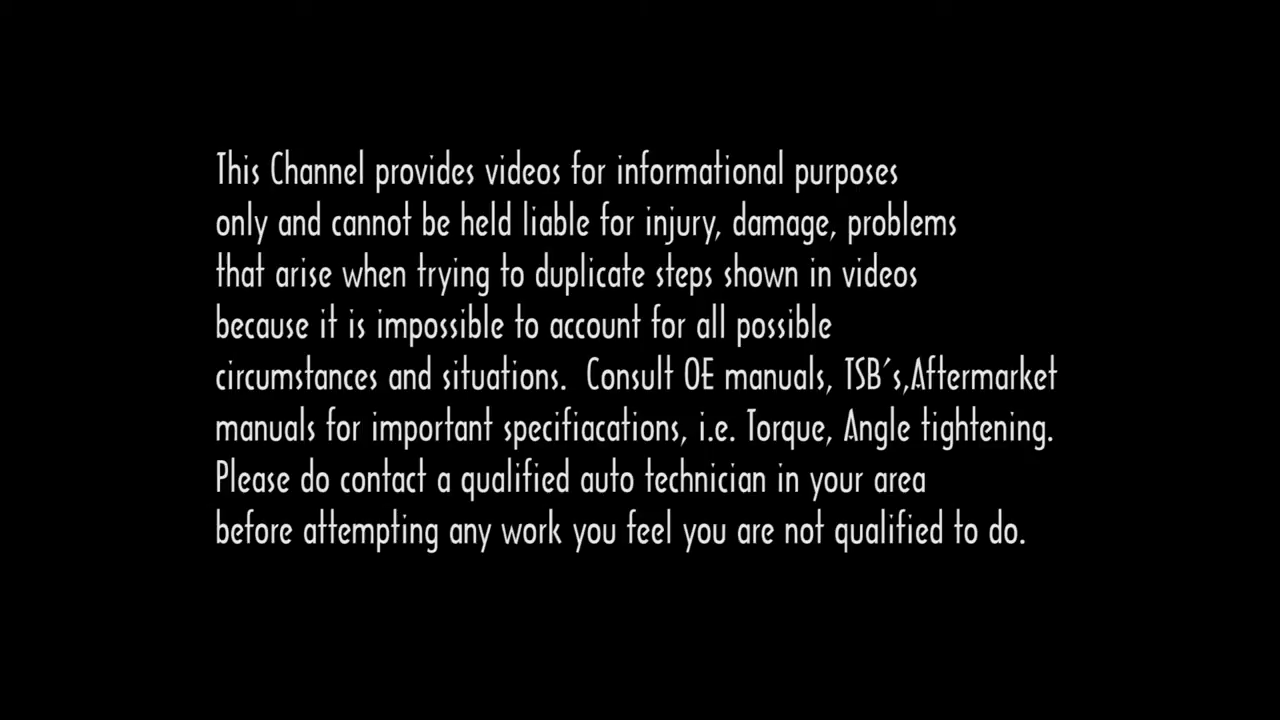 This Channel provides videos for informational purposes
only and cannot be held liable for injury, damage, problems
that arise when trying to duplicate steps shown in videos
because it is impossible to account for all possible
circumstances and situations.  Consult OE manuals, TSB's,Aftermarket
manuals for important specifiacations, i.e. Torque, Angle tightening.
Please do contact a qualified auto technician in your area
before attempting any work you feel you are not qualified to do.